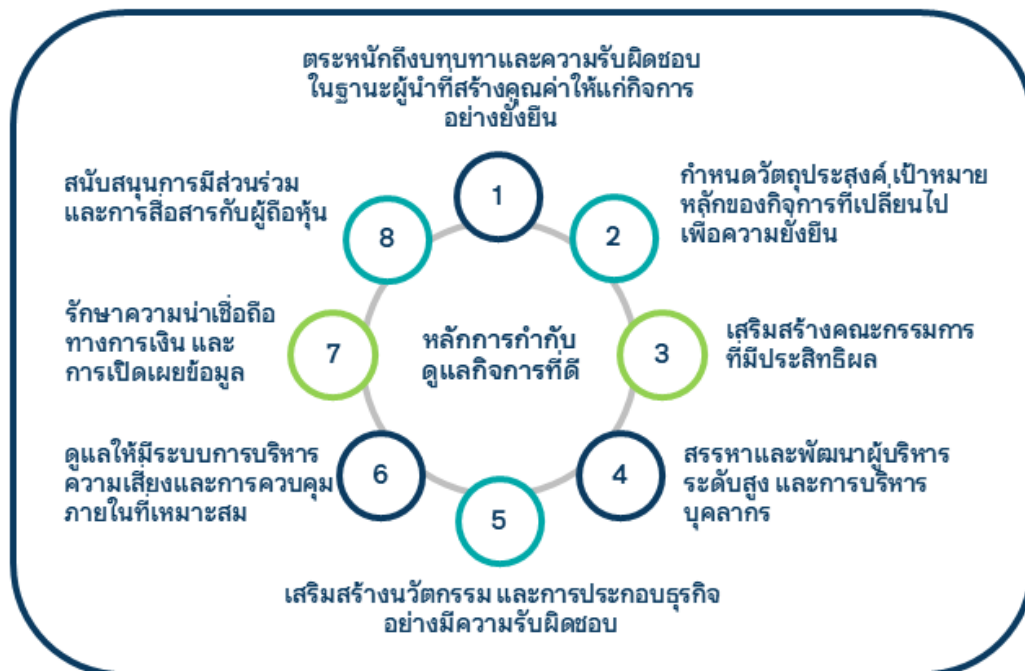 ตระหนักถึงบทบทาและความรับผิดชอบ
ในฐานะผู้นำที่สร้างคุณค่าให้แก่กิจการ
อย่างยั่งยืน
1
กำหนดวัตถุประสงค์ เป้าหมาย
หลักของกิจการที่เปลี่ยนไป
เพื่อความยั่งยืน
2
เสริมสร้างคณะกรรมการ
ที่มีประสิทธิผล
3
สรรหาและพัฒนาผู้บริหาร
ระดับสูง และการบริหาร
บุคลากร
4
5
เสริมสร้างนวัตกรรม และการประกอบธุรกิจ
อย่างมีความรับผิดชอบ
ดูแลให้มีระบบการบริหาร
ความเสี่ยงและการควบคุม
ภายในที่เหมาะสม
6
รักษาความน่าเชื่อถือ
ทางการเงิน และ
การเปิดเผยข้อมูล
7
สนับสนุนการมีส่วนร่วม
และการสื่อสารกับผู้ถือหุ้น
8
หลักการกำกับ
ดูแลกิจการที่ดี